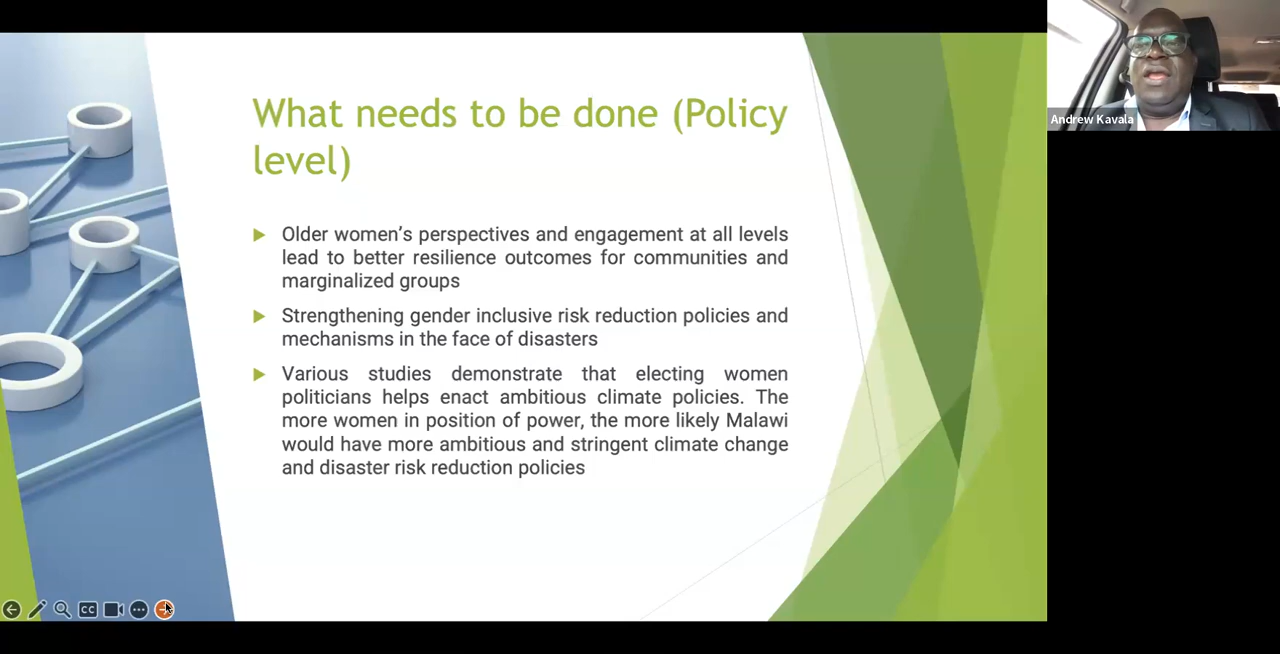 What needs to be done (Policy
level)
Older women’s perspectives and engagement at all levels
lead to better resilience outcomes for communities and
marginalized groups
Strengthening gender inclusive risk reduction policies and
mechanisms in the face of disasters
Various studies demonstrate that electing women
politicians helps enact ambitious climate policies. The
more women in position of power, the more likely Malawi
would have more ambitious and stringent climate change
and disaster risk reduction policies
Andrew Kavala
CC